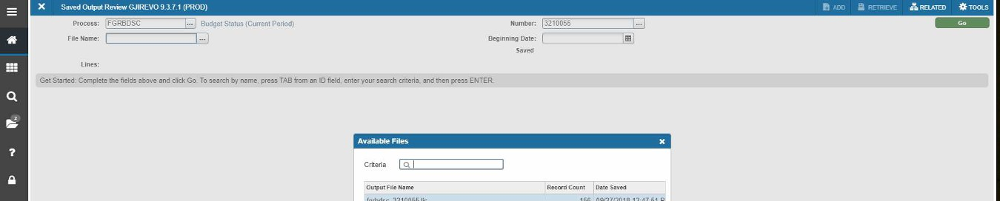 Saved Output Review GJIREVO 9.3.7.1 (PROD) ADD RETRIEVE RELATED TOOLS
Process: FGRBDSC ... Budget Status (Current Period) Number: 3210055 ... Go
File Name: ... Beginning Date:
Saved
Lines:
Get Started: Complete the fields above and click Go. To search by name, press TAB from an ID field, enter your search criteria, and then press ENTER.
2
?
Available Files
Criteria
Output File Name Record Count Date Saved
fgrbdsc_3210055.lis 156 09/27/2018 12:47:51 P